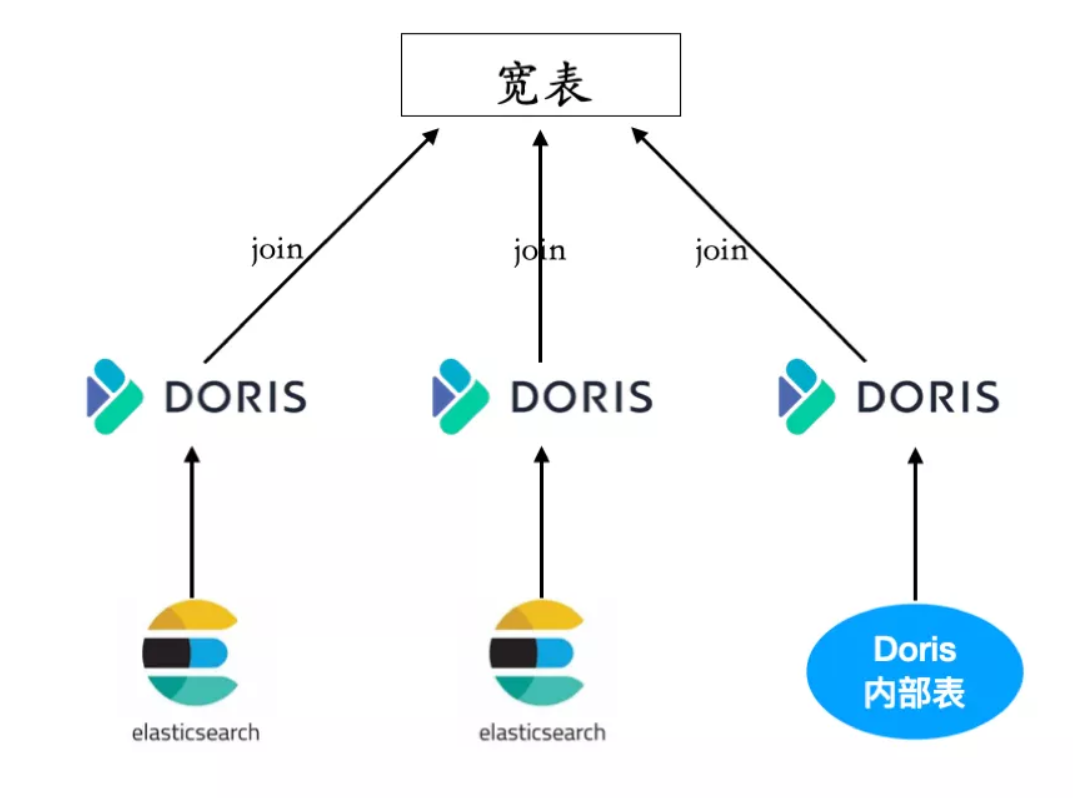 宽表
join
join
join
DORIS
DORIS
DORIS
Doris
内部表
elasticsearch
elasticsearch